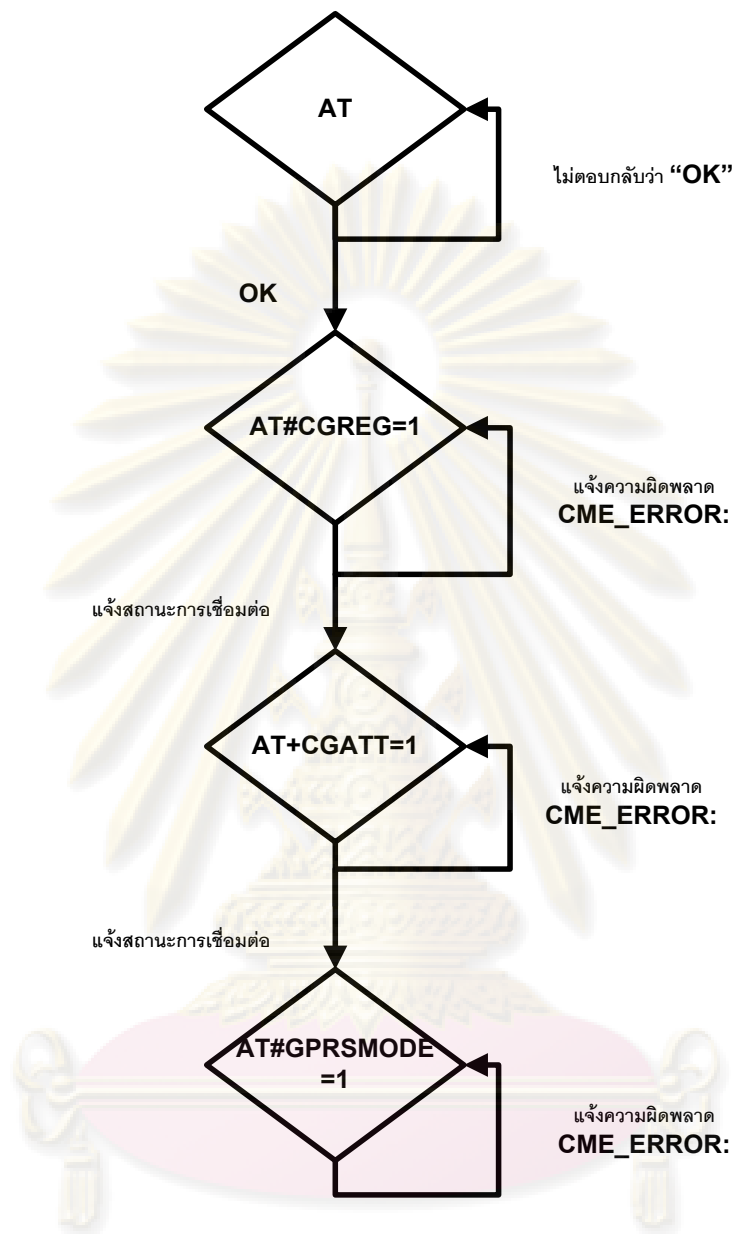 AT
ไม่ตอบกลับว่า “OK”
OK
AT#CGREG=1
แจ้งความผิดพลาด
CME_ERROR:
แจ้งสถานะการเชื่อมต่อ
AT+CGATT=1
แจ้งความผิดพลาด
CME_ERROR:
แจ้งสถานะการเชื่อมต่อ
AT#GPRSMODE
=1
แจ้งความผิดพลาด
CME_ERROR: